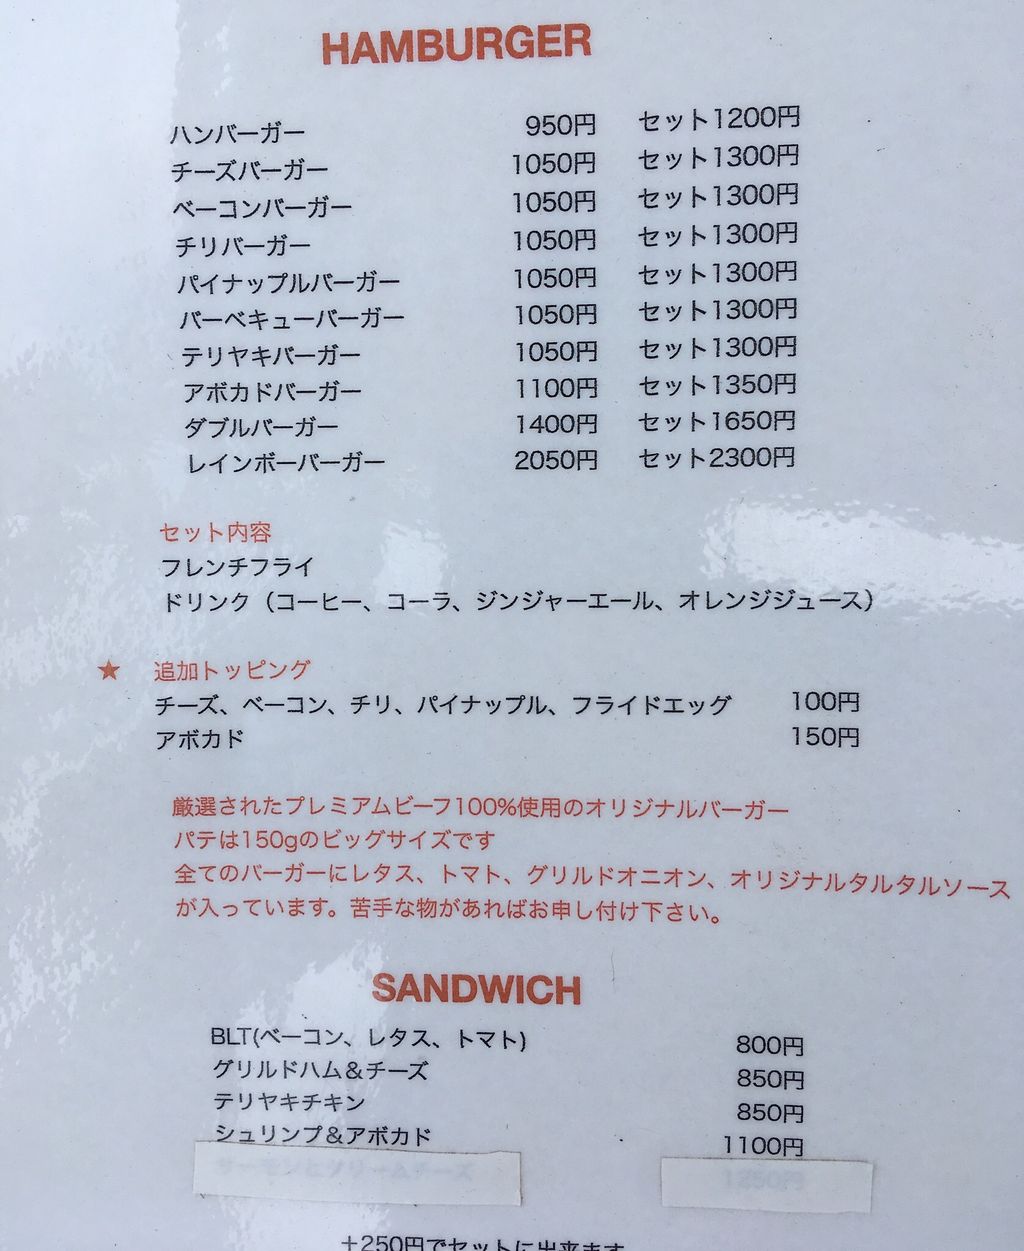 HAMBURGER
ハンバーガー 950円 セット1200円
チーズバーガー 1050円 セット1300円
ベーコンバーガー 1050円 セット1300円
チリバーガー 1050円 セット1300円
パイナップルバーガー 1050円 セット1300円
バーベキューバーガー 1050円 セット1300円
テリヤキバーガー 1050円 セット1300円
アボカドバーガー 1100円 セット1350円
ダブルバーガー 1400円 セット1650円
レインボーバーガー 2050円 セット2300円
セット内容
フレンチフライ
ドリンク（コーヒー、コーラ、ジンジャーエール、オレンジジュース）
★ 追加トッピング
チーズ、ベーコン、チリ、パイナップル、フライドエッグ 100円
アボカド 150円
厳選されたプレミアムビーフ100%使用のオリジナルバーガー
パテは150gのビッグサイズです
全てのバーガーにレタス、トマト、グリルドオニオン、オリジナルタルタルソース
が入っています。苦手な物があればお申し付け下さい。
SANDWICH
BLT(ベーコン、レタス、トマト) 800円
グリルドハム＆チーズ 850円
テリヤキチキン 850円
シュリンプ＆アボカド 1100円
サーモンとクリームチーズ 1250円
＋250円でセットに出来ます